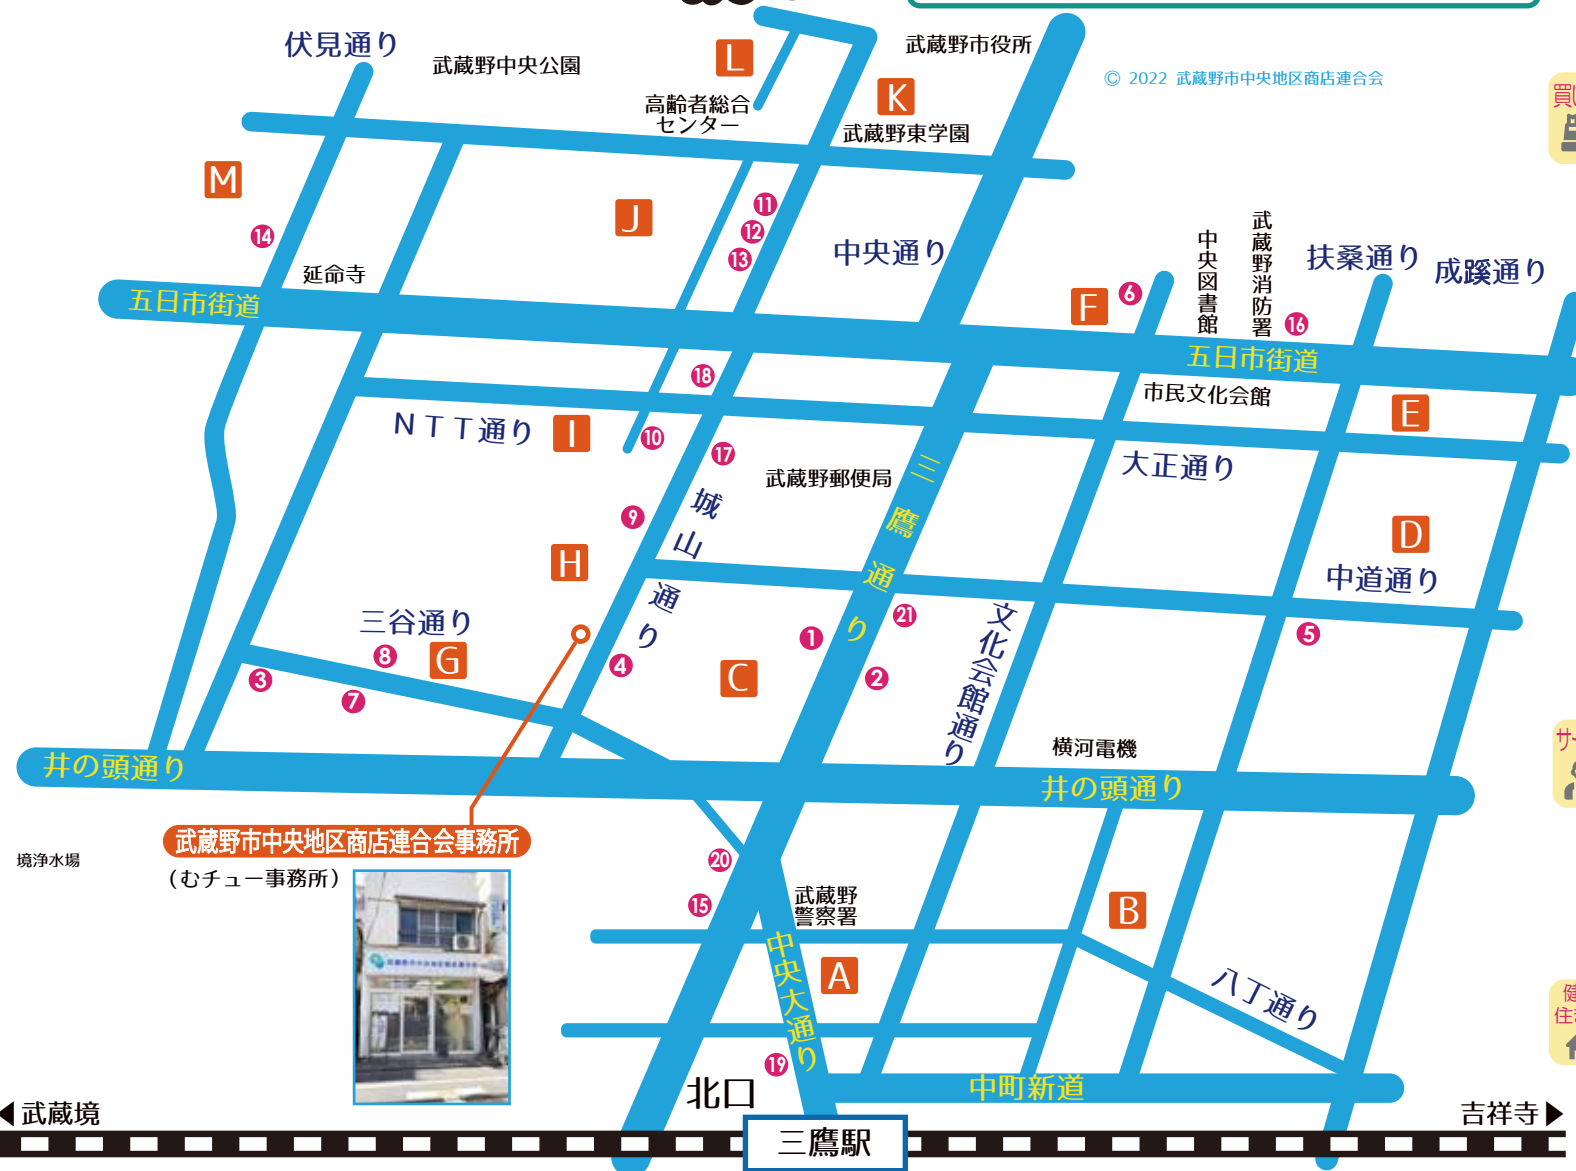 伏見通り
武蔵野中央公園
L
武蔵野市役所
© 2022 武蔵野市中央地区商店連合会
高齢者総合
センター
K
武蔵野東学園
M
J
⑪
⑫
⑬
⑭
延命寺
中央通り
F
⑥
中央図書館
武蔵野消防署
⑯
扶桑通り
成蹊通り
五日市街道
五日市街道
⑱
市民文化会館
E
NTT通り
I
⑩
⑰
武蔵野郵便局
大正通り
三鷹通り
⑨
城山通り
H
D
中道通り
三谷通り
⑧
G
③
⑦
④
C
①
㉑
②
文化会館通り
⑤
横河電機
井の頭通り
井の頭通り
武蔵野市中央地区商店連合会事務所
(むチュー事務所)
境浄水場
⑳
⑮
武蔵野
警察署
B
中央大通り
A
八丁通り
⑲
北口
中町新道
◀武蔵境
三鷹駅
吉祥寺▶